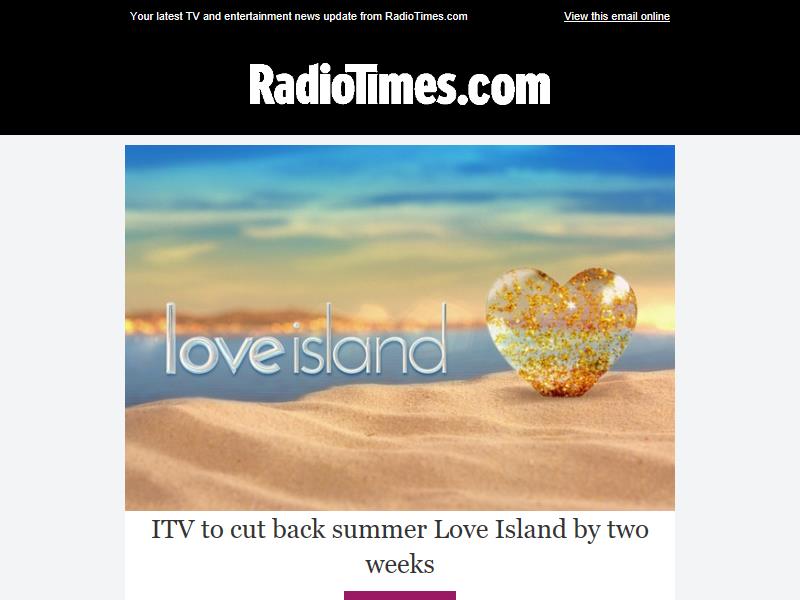 Your latest TV and entertainment news update from RadioTimes.com
View this email online
RadioTimes.com
love island
ITV to cut back summer Love Island by two
weeks